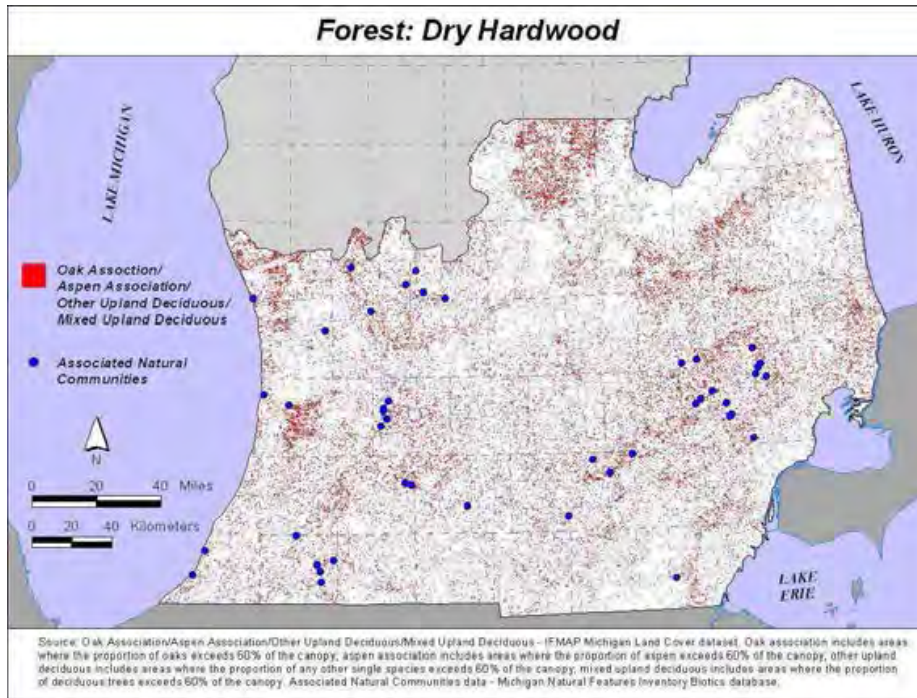 Forest: Dry Hardwood
LAKE MICHIGAN
LAKE HURON
Oak Assoction/
Aspen Association/
Other Upland Deciduous/
Mixed Upland Deciduous
Associated Natural
Communities
N
0 20 40 Miles
0 20 40 Kilometers
LAKE
ERIE
Source: Oak Association/Aspen Association/Other Upland Deciduous/Mixed Upland Deciduous - IFMAP Michigan Land Cover dataset. Oak association includes areas
where the proportion of oaks exceeds 60% of the canopy; aspen association includes areas where the proportion of aspen exceeds 60% of the canopy; other upland
deciduous includes areas where the proportion of any other single species exceeds 60% of the canopy; mixed upland deciduous includes areas where the proportion
of deciduous trees exceeds 60% of the canopy. Associated Natural Communities data - Michigan Natural Features Inventory Biotics database.